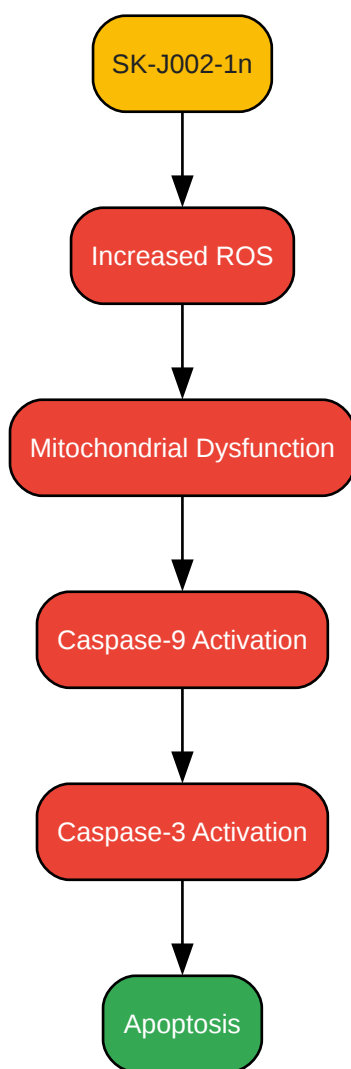 SK-J002-1n
Increased ROS
Mitochondrial Dysfunction
Caspase-9 Activation
Caspase-3 Activation
Apoptosis